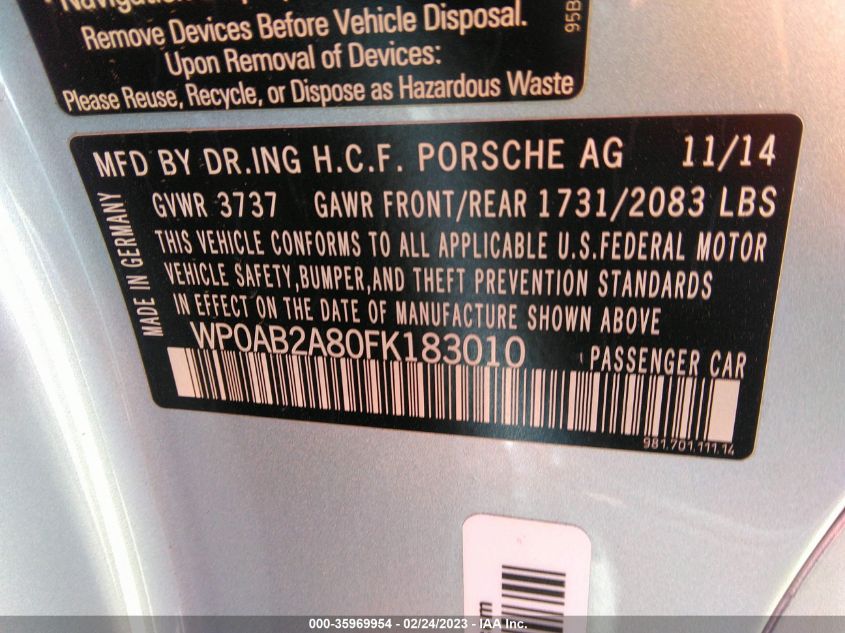 Remove Devices Before Vehicle Disposal.
Upon Removal of Devices:
Please Reuse, Recycle, or Dispose as Hazardous Waste
95B
MFD BY DR.ING H.C.F. PORSCHE AG 11/14
GVWR 3737 GAWR FRONT/REAR 1731/2083 LBS
THIS VEHICLE CONFORMS TO ALL APPLICABLE U.S.FEDERAL MOTOR
VEHICLE SAFETY,BUMPER,AND THEFT PREVENTION STANDARDS
IN EFFECT ON THE DATE OF MANUFACTURE SHOWN ABOVE
MADE IN GERMANY
WP0AB2A80FK183010 PASSENGER CAR
981.701.111.14
000-35969954 - 02/24/2023 - IAA Inc.